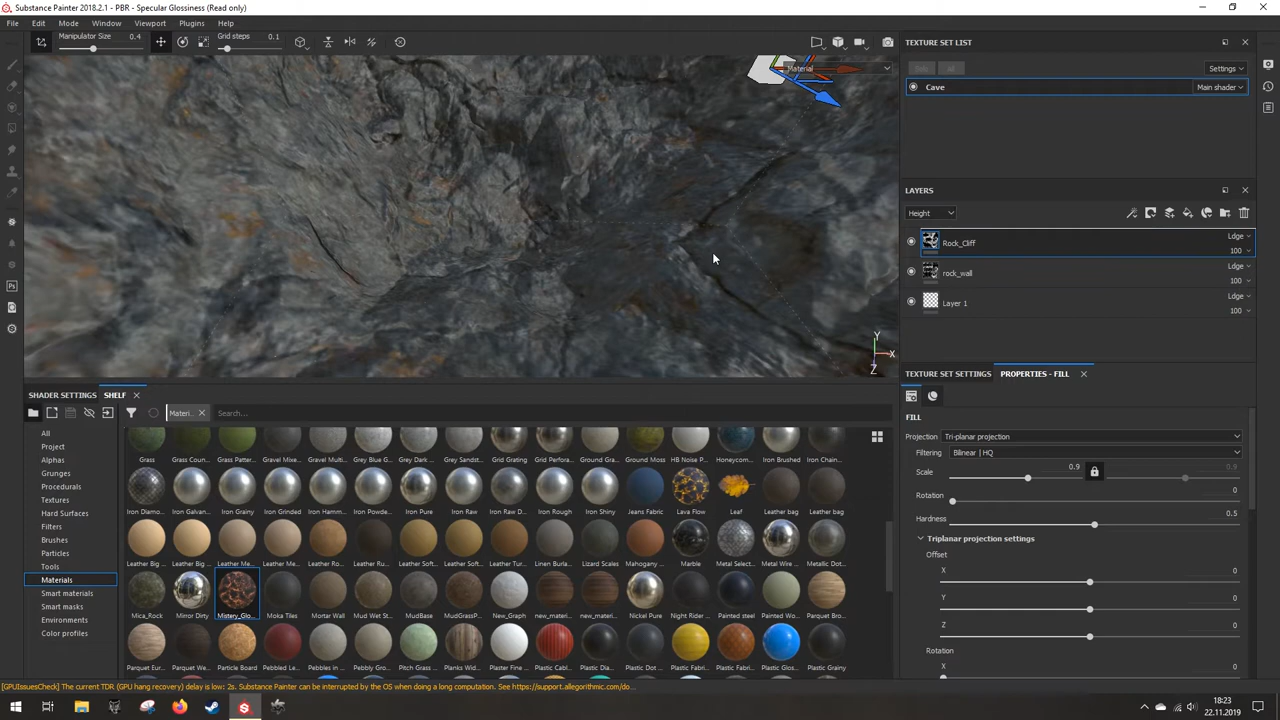 Substance Painter 2018.2.1 - PBR - Specular Glossiness (Read only)
File Edit Mode Window Viewport Plugins Help
Manipulator Size 0.4
Grid steps 0.1
Material
Y
X
Z
TEXTURE SET LIST
Settings
Cave
Main shader
LAYERS
Height
Rock_Cliff
Ldge
100
rock_wall
Ldge
100
Layer 1
Ldge
100
TEXTURE SET SETTINGS PROPERTIES - FILL
FILL
Projection Tri-planar projection
Filtering Bilinear | HQ
Scale 0.9 0.9
Rotation 0
Hardness 0.5
Triplanar projection settings
Offset
X 0
Y 0
Z 0
Rotation
X 0
SHADER SETTINGS SHELF
Materi... Search...
All
Project
Alphas
Grunges
Procedurals
Textures
Hard Surfaces
Filters
Brushes
Particles
Tools
Materials
Smart materials
Smart masks
Environments
Color profiles
Grass Grass Coun... Grass Patter... Gravel Mixe... Gravel Multi... Grey Blue G... Grey Dark ... Grey Sandst... Grid Grating Grid Perfora... Ground Gra... Ground Moss HB Noise P... Honeycom... Iron Brushed Iron Chain...
Iron Diamo... Iron Galvan... Iron Grainy Iron Grinded Iron Hamm... Iron Powde... Iron Pure Iron Raw Iron Raw D... Iron Rough Iron Shiny Jeans Fabric Lava Flow Leaf Leather bag Leather bag
Leather Big ... Leather Big ... Leather Me... Leather Me... Leather Ru... Leather Ru... Leather Soft... Leather Tur... Linen Burla... Lizard Scales Mahogany ... Marble Metal Select... Metal Wire ... Metallic Dot...
Mica_Rock Mirror Dirty Mistery_Glo... Moka Tiles Mortar Wall Mud Wet St... MudBase MudGrassP... New_Graph new_materi... new_materi... Nickel Pure Night Rider ... Painted steel Painted Wo... Parquet Bro...
Parquet Eur... Parquet We... Particle Board Pebbled Le... Pebbles in ... Pebbly Gro... Pitch Grass ... Planks Wid... Plaster Fine ... Plastic Cabl... Plastic Dia... Plastic Dot ... Plastic Fabri... Plastic Fabri... Plastic Glos... Plastic Grainy
[GPUIssuesCheck] The current TDR (GPU hang recovery) delay is low: 2s. Substance Painter can be interrupted by the OS when doing a long computation. See https://support.allegorithmic.com/do...
18:23
22.11.2019